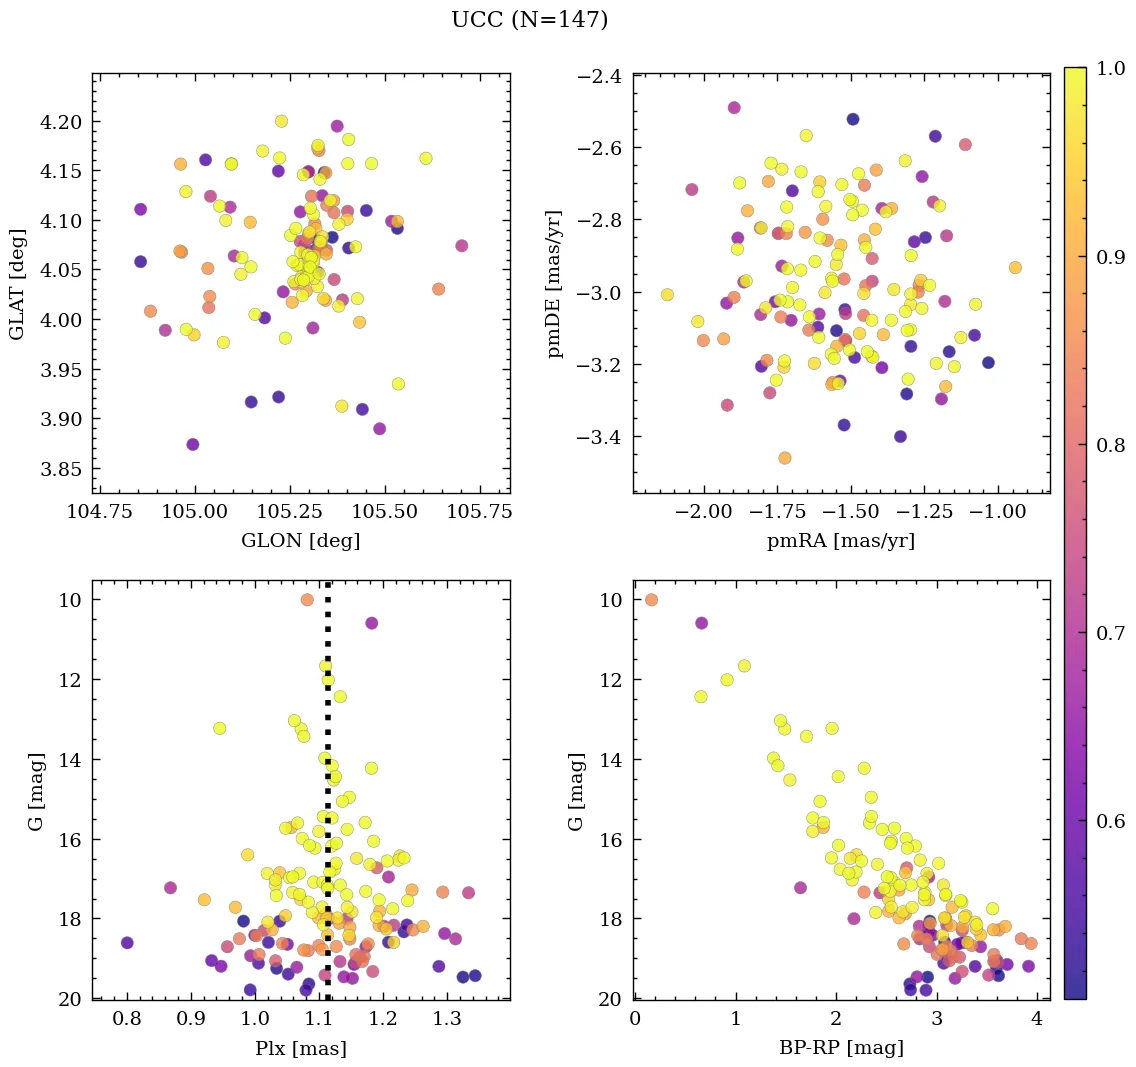 UCC (N=147)
4.20
4.15
4.10
4.05
4.00
3.95
3.90
3.85
GLAT [deg]
104.75 105.00 105.25 105.50 105.75
GLON [deg]
−2.4
−2.6
−2.8
−3.0
−3.2
−3.4
pmDE [mas/yr]
−2.00 −1.75 −1.50 −1.25 −1.00
pmRA [mas/yr]
10
12
14
16
18
20
G [mag]
0.8 0.9 1.0 1.1 1.2 1.3
Plx [mas]
10
12
14
16
18
20
G [mag]
0 1 2 3 4
BP-RP [mag]
1.0
0.9
0.8
0.7
0.6